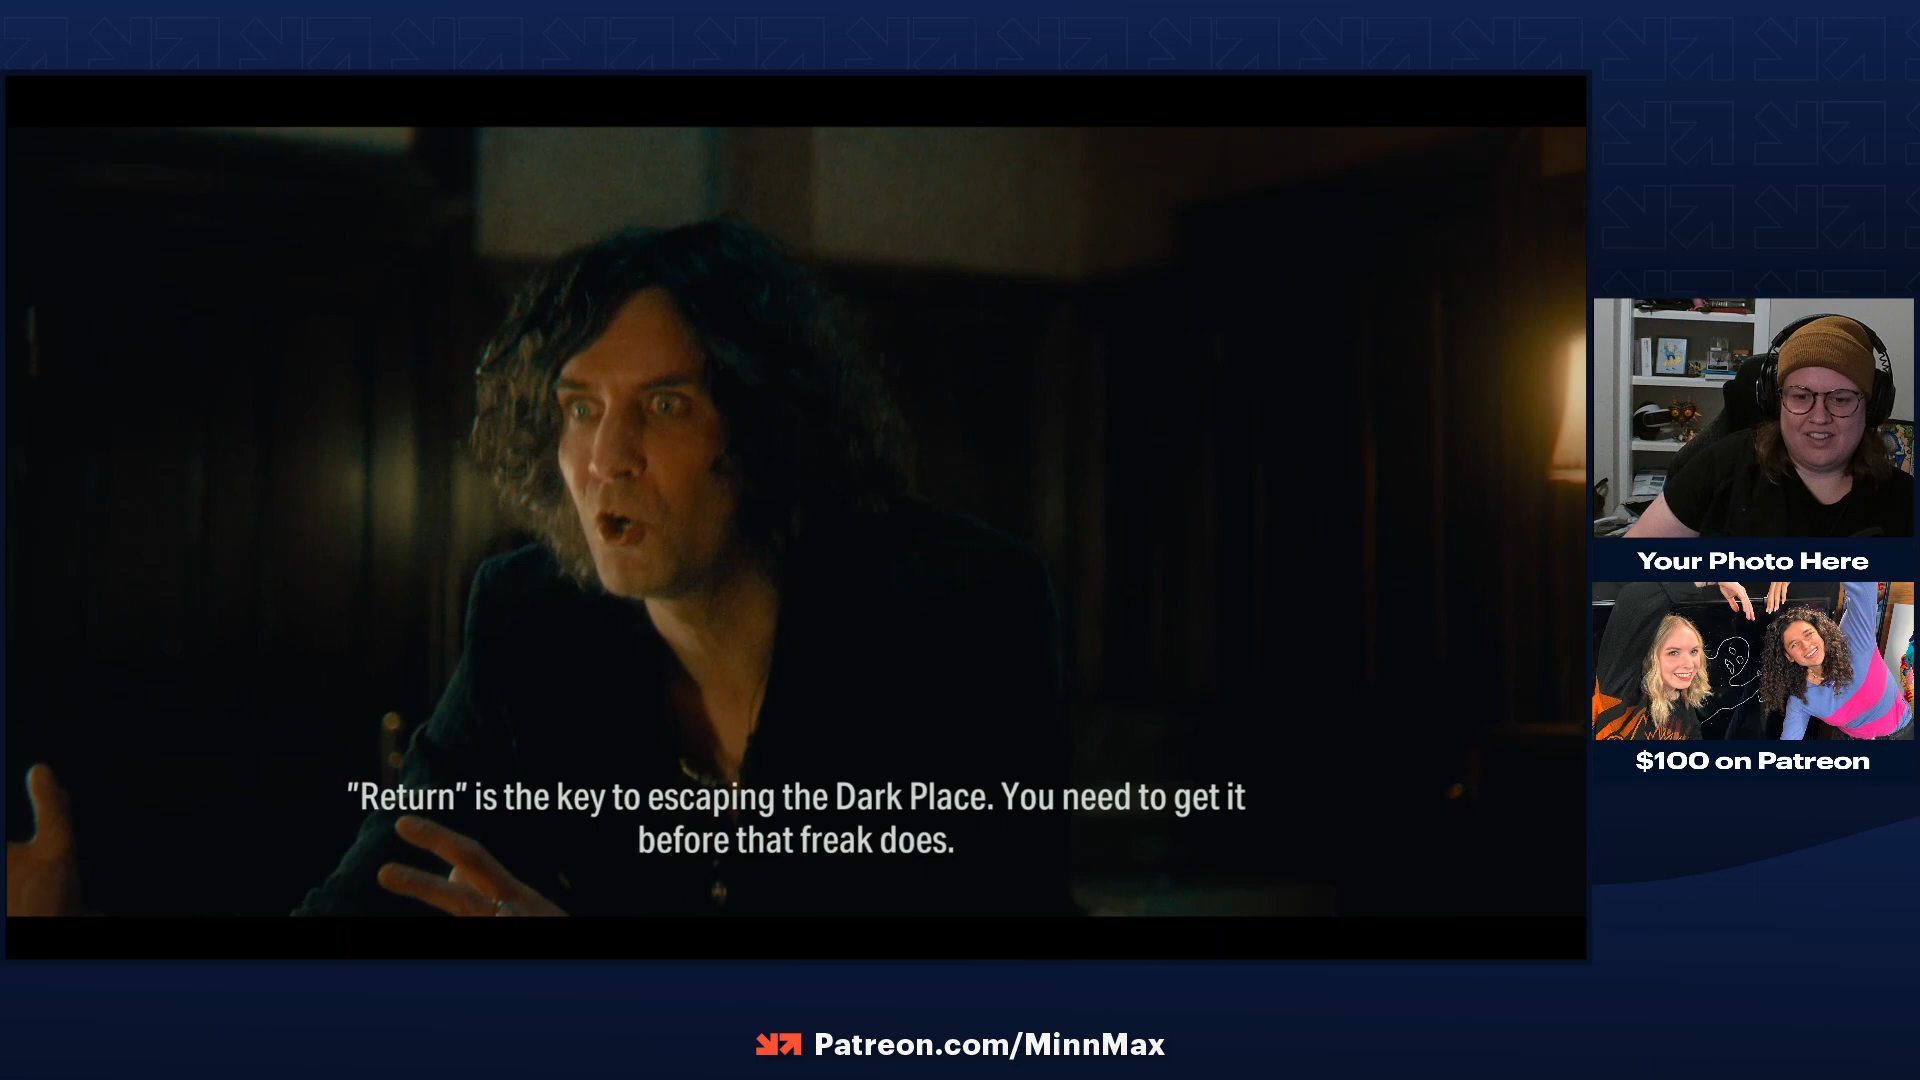 "Return" is the key to escaping the Dark Place. You need to get it
before that freak does.
Your Photo Here
$100 on Patreon
Patreon.com/MinnMax